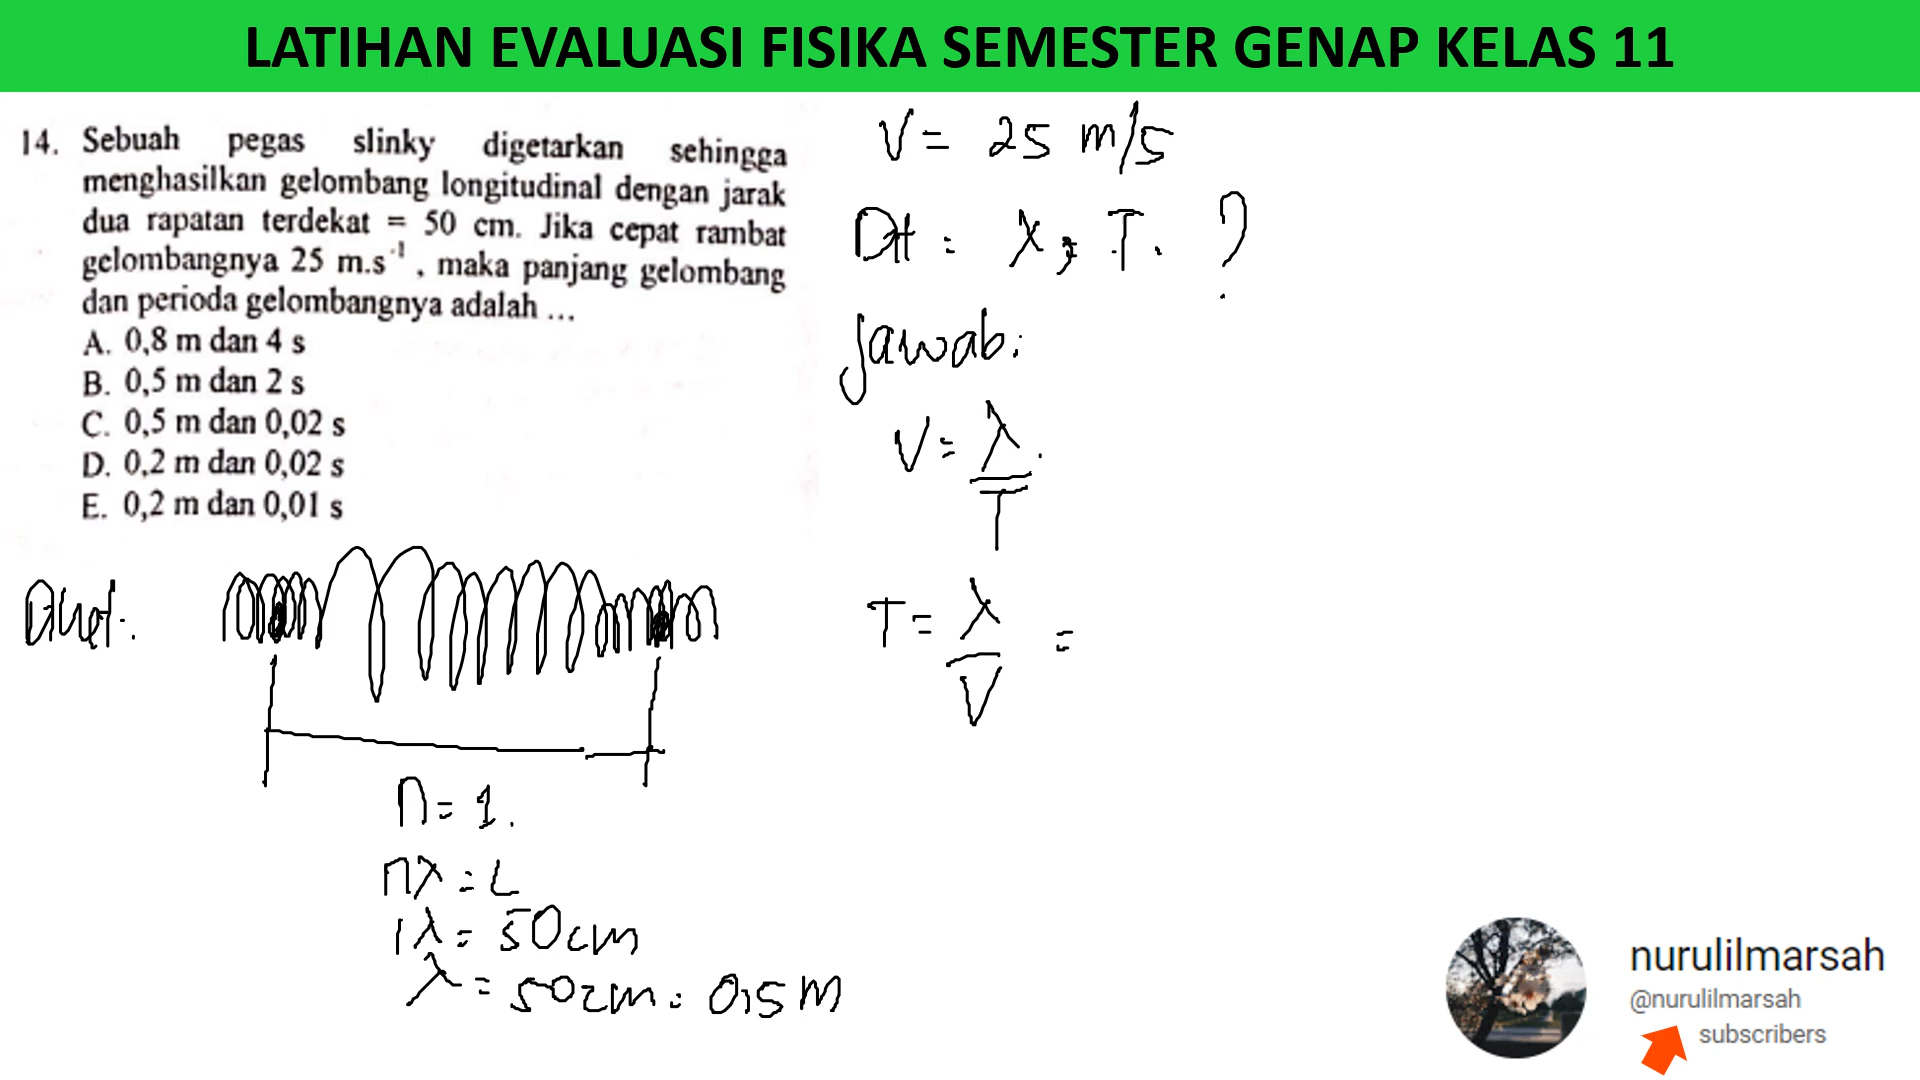 LATIHAN EVALUASI FISIKA SEMESTER GENAP KELAS 11
14. Sebuah pegas slinky digetarkan sehingga
menghasilkan gelombang longitudinal dengan jarak
dua rapatan terdekat = 50 cm. Jika cepat rambat
gelombangnya 25 m.s⁻¹ , maka panjang gelombang
dan perioda gelombangnya adalah ...
A. 0,8 m dan 4 s
B. 0,5 m dan 2 s
C. 0,5 m dan 0,02 s
D. 0,2 m dan 0,02 s
E. 0,2 m dan 0,01 s
n = 1.
nλ = L
1λ = 50cm
λ = 50cm = 0,5 m
V = 25 m/s
Dt = λ, T. ?
Jawab:
V = λ/T
T = λ/V =
nurulilmarsah
@nurulilmarsah
subscribers